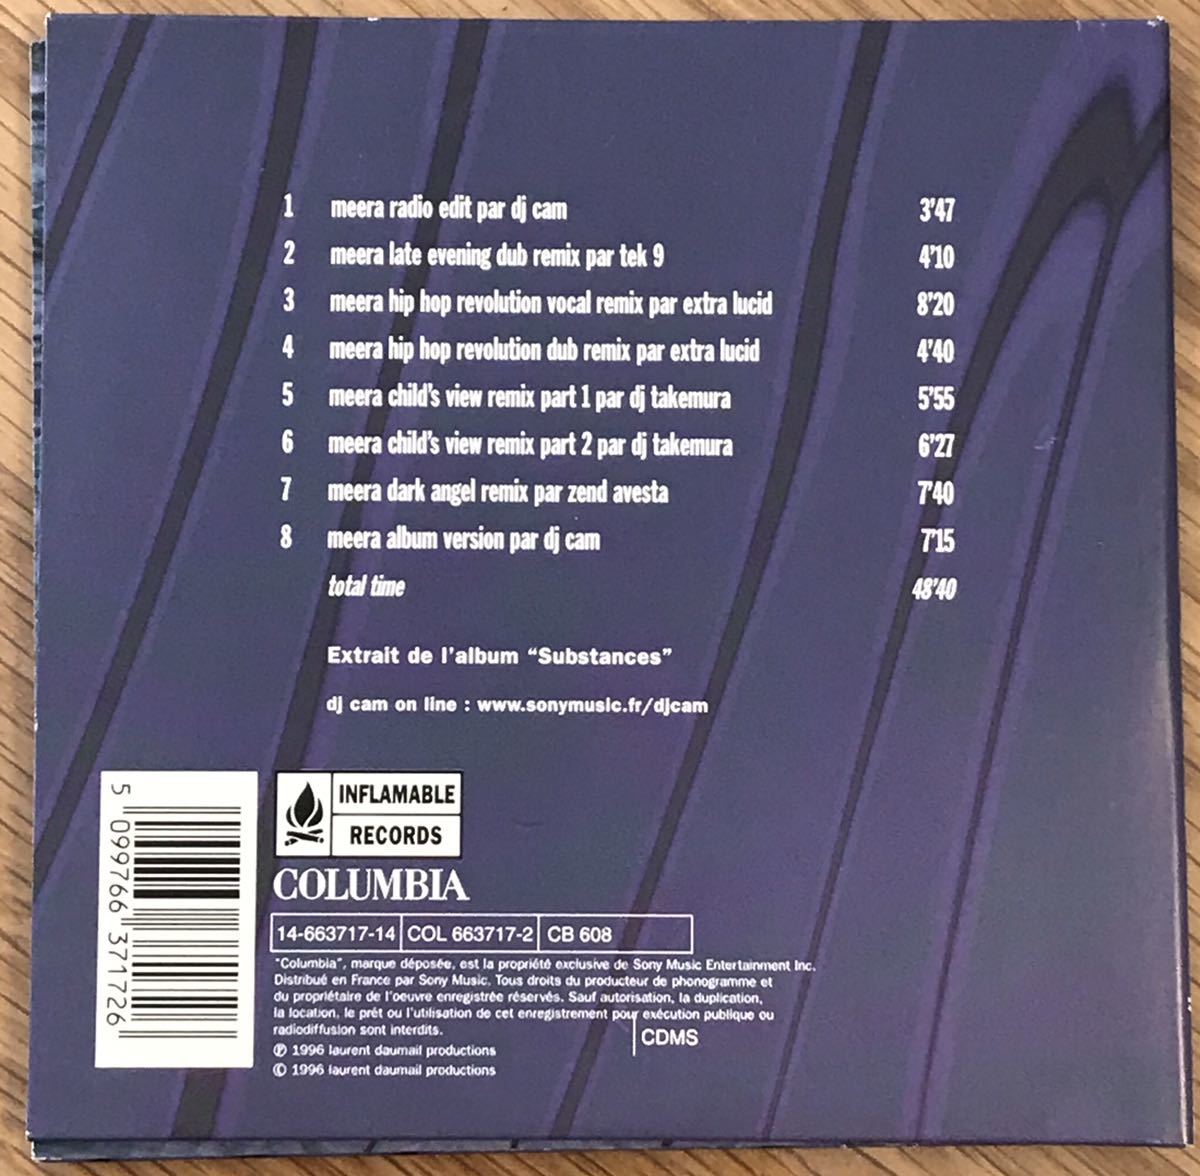 1 meera radio edit par dj cam 3'47
2 meera late evening dub remix par tek 9 4'10
3 meera hip hop revolution vocal remix par extra lucid 8'20
4 meera hip hop revolution dub remix par extra lucid 4'40
5 meera child's view remix part 1 par dj takemura 5'55
6 meera child's view remix part 2 par dj takemura 6'27
7 meera dark angel remix par zend avesta 7'40
8 meera album version par dj cam 7'15
total time 48'40
Extrait de l'album "Substances"
dj cam on line : www.sonymusic.fr/djcam
5 099766 371726
INFLAMABLE
RECORDS
COLUMBIA
14-663717-14 COL 663717-2 CB 608
"Columbia", marque déposée, est la propriété exclusive de Sony Music Entertainment Inc.
Distribué en France par Sony Music. Tous droits du producteur de phonogramme et
du propriétaire de l'oeuvre enregistrée réservés. Sauf autorisation, la duplication,
la location, le prêt ou l'utilisation de cet enregistrement pour exécution publique ou
radiodiffusion sont interdits.
CDMS
℗ 1996 laurent daumail productions
© 1996 laurent daumail productions